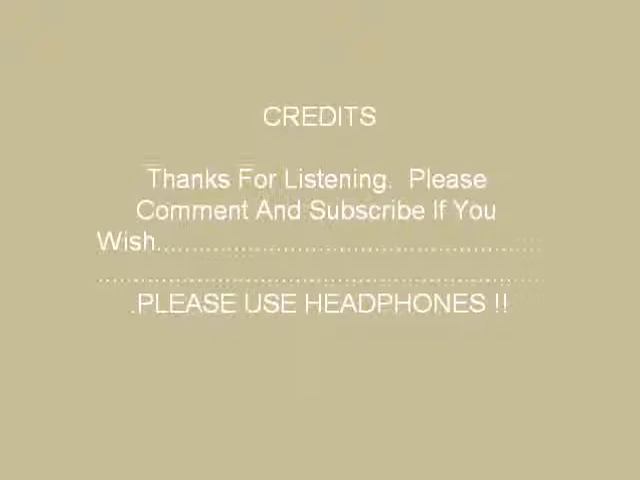 CREDITS
Thanks For Listening.  Please
Comment And Subscribe If You
Wish................................................................
...........................................................................
.PLEASE USE HEADPHONES !!